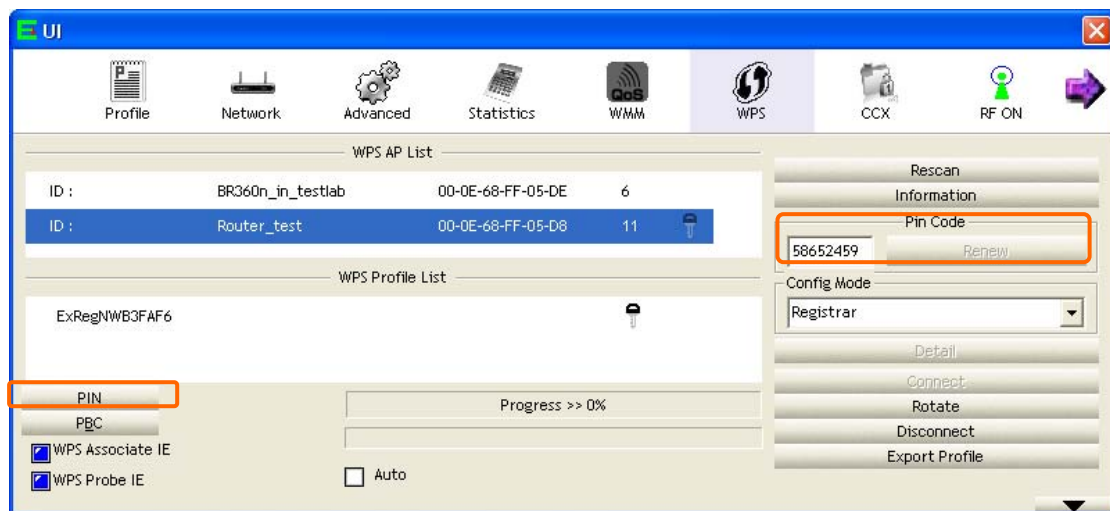 UI
Profile Network Advanced Statistics QoS WMM WPS CCX RF ON
WPS AP List
ID : BR360n_in_testlab 00-0E-68-FF-05-DE 6
ID : Router_test 00-0E-68-FF-05-D8 11
WPS Profile List
ExRegNWB3FAF6
Rescan
Information
Pin Code
58652459 Renew
Config Mode
Registrar
Detail
Connect
Rotate
Disconnect
Export Profile
PIN
PBC
WPS Associate IE
WPS Probe IE
Progress >> 0%
Auto